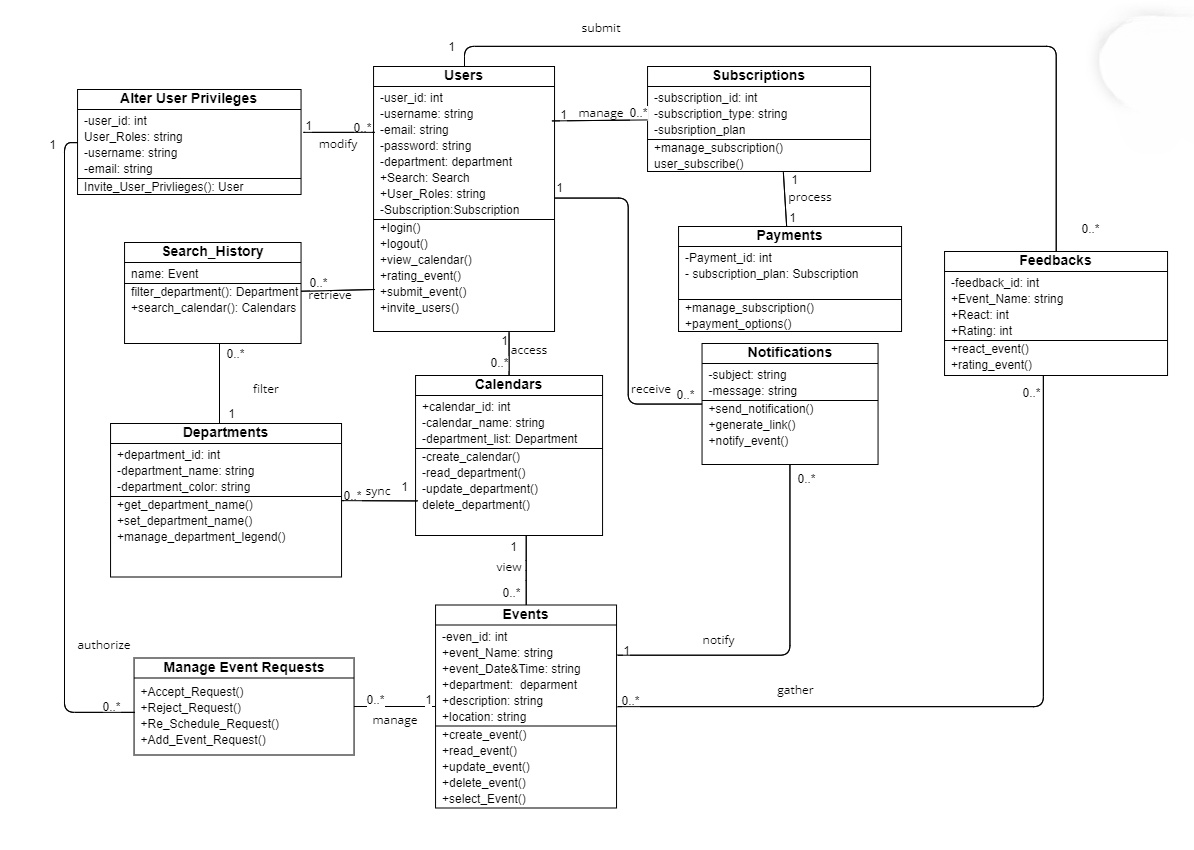 submit
1
Users
-user_id: int
-username: string
-email: string
-password: string
-department: department
+Search: Search
+User_Roles: string
-Subscription:Subscription
+login()
+logout()
+view_calendar()
+rating_event()
+submit_event()
+invite_users()
Subscriptions
-subscription_id: int
-subscription_type: string
-subsription_plan
+manage_subscription()
user_subscribe()
1 manage 0..*
Alter User Privileges
-user_id: int
User_Roles: string
-username: string
-email: string
Invite_User_Privlieges(): User
1 0..*
modify
1
1
1
process
1
Payments
-Payment_id: int
- subscription_plan: Subscription
+manage_subscription()
+payment_options()
0..*
Feedbacks
-feedback_id: int
+Event_Name: string
+React: int
+Rating: int
+react_event()
+rating_event()
0..*
Search_History
name: Event
filter_department(): Department
+search_calendar(): Calendars
0..*
retrieve
0..*
filter
1
1
access
0..*
Notifications
-subject: string
-message: string
+send_notification()
+generate_link()
+notify_event()
receive 0..*
0..*
Calendars
+calendar_id: int
-calendar_name: string
-department_list: Department
-create_calendar()
-read_department()
-update_department()
delete_department()
Departments
+department_id: int
-department_name: string
-department_color: string
+get_department_name()
+set_department_name()
+manage_department_legend()
0..* sync 1
1
view
0..*
Events
-even_id: int
+event_Name: string
+event_Date&Time: string
+department: deparment
+description: string
+location: string
+create_event()
+read_event()
+update_event()
+delete_event()
+select_Event()
notify
1
gather
0..*
authorize
0..*
Manage Event Requests
+Accept_Request()
+Reject_Request()
+Re_Schedule_Request()
+Add_Event_Request()
0..* 1
manage